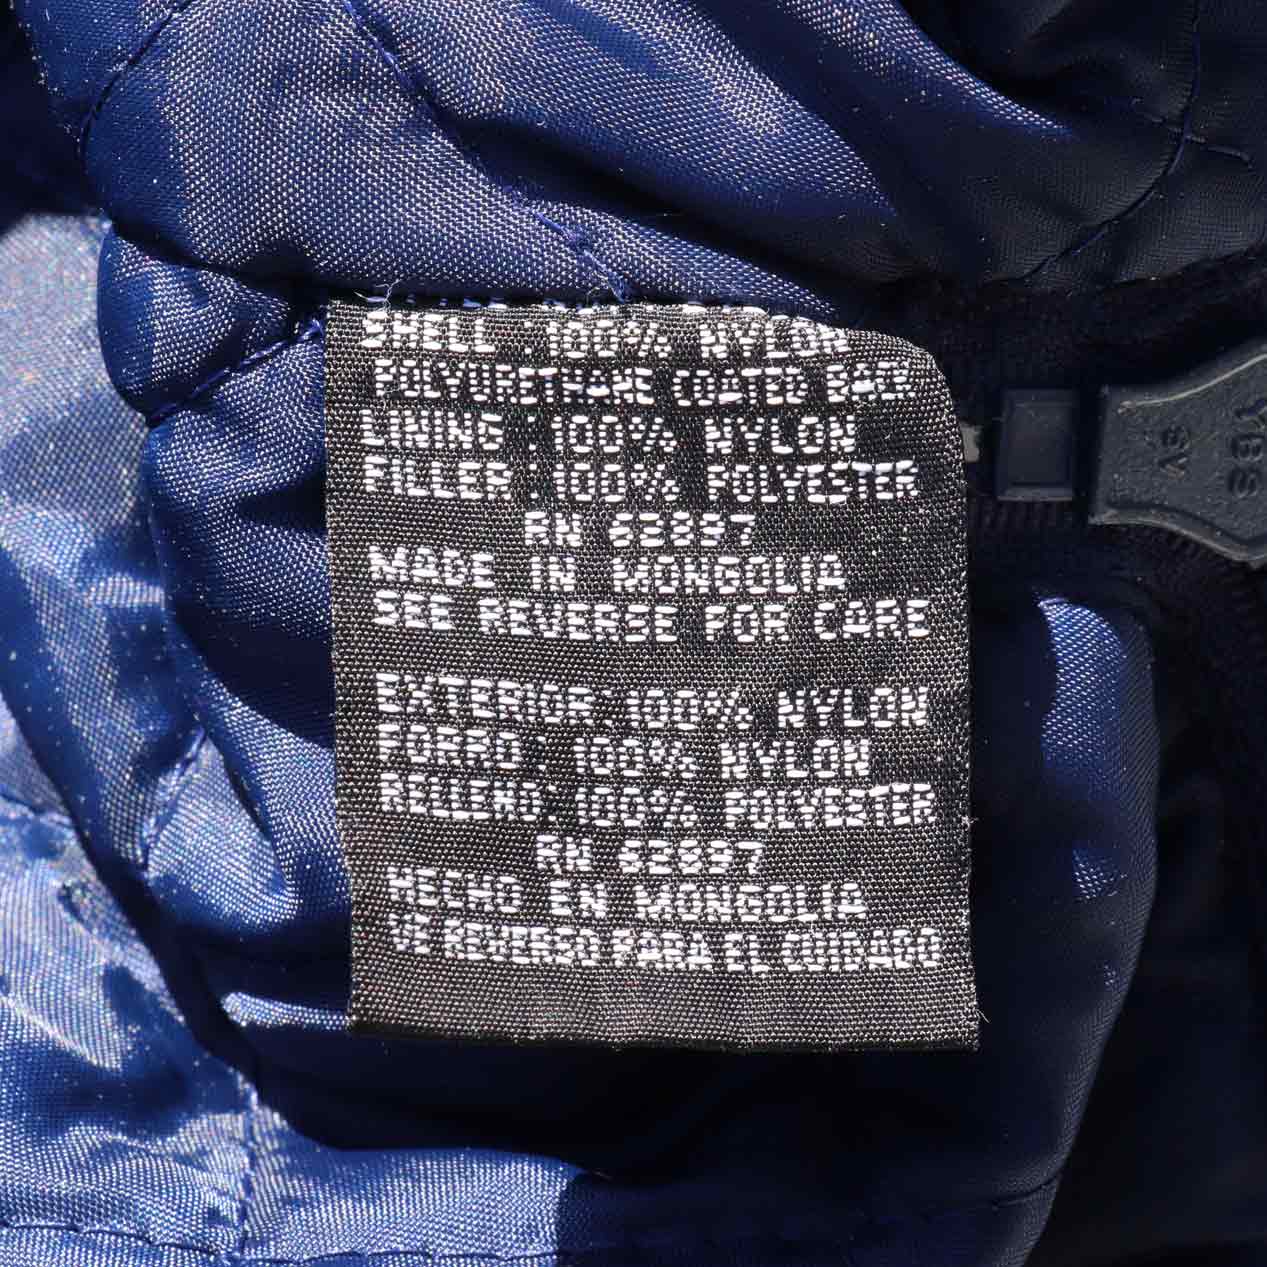 SHELL :100% NYLON
POLYURETHANE COATED BACK
LINING :100% NYLON
FILLER :100% POLYESTER
RN 62897
MADE IN MONGOLIA
SEE REVERSE FOR CARE
EXTERIOR:100% NYLON
FORRO :100% NYLON
RELLENO:100% POLYESTER
RN 62897
HECHO EN MONGOLIA
VE REVERSO PARA EL CUIDADO